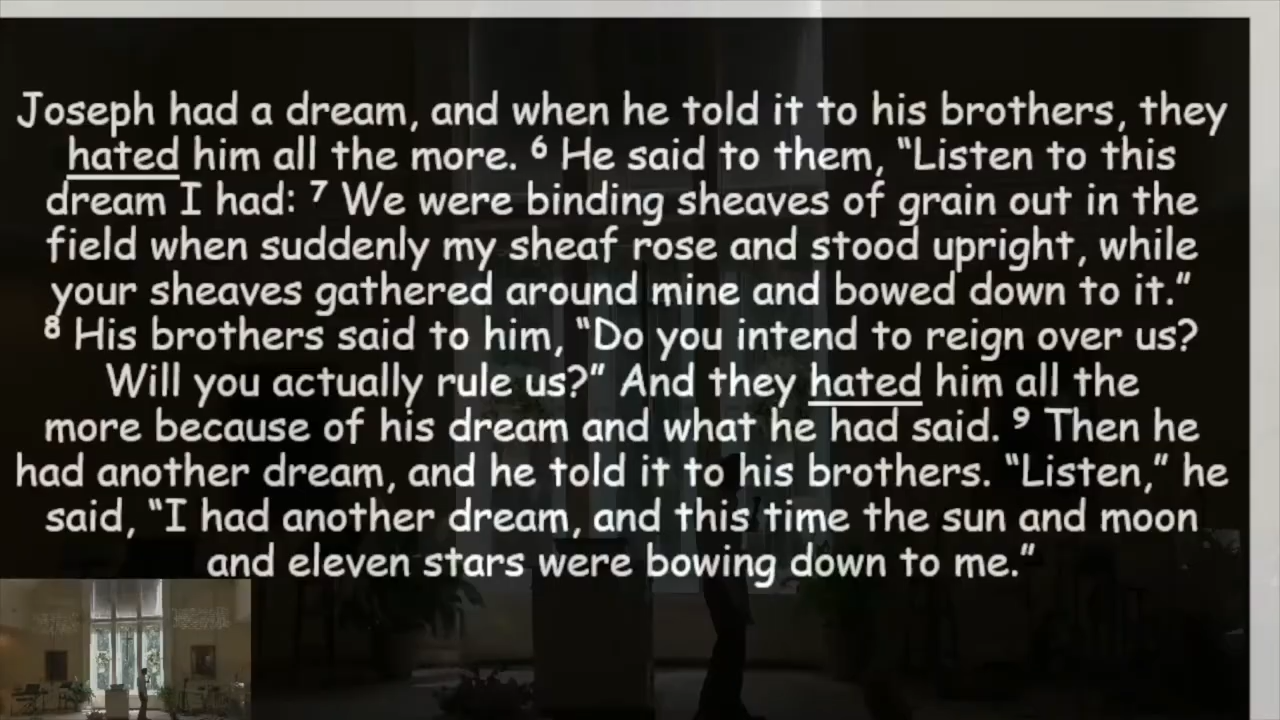 Joseph had a dream, and when he told it to his brothers, they
hated him all the more. 6 He said to them, “Listen to this
dream I had: 7 We were binding sheaves of grain out in the
field when suddenly my sheaf rose and stood upright, while
your sheaves gathered around mine and bowed down to it.”
8 His brothers said to him, “Do you intend to reign over us?
Will you actually rule us?” And they hated him all the
more because of his dream and what he had said. 9 Then he
had another dream, and he told it to his brothers. “Listen,” he
said, “I had another dream, and this time the sun and moon
and eleven stars were bowing down to me.”